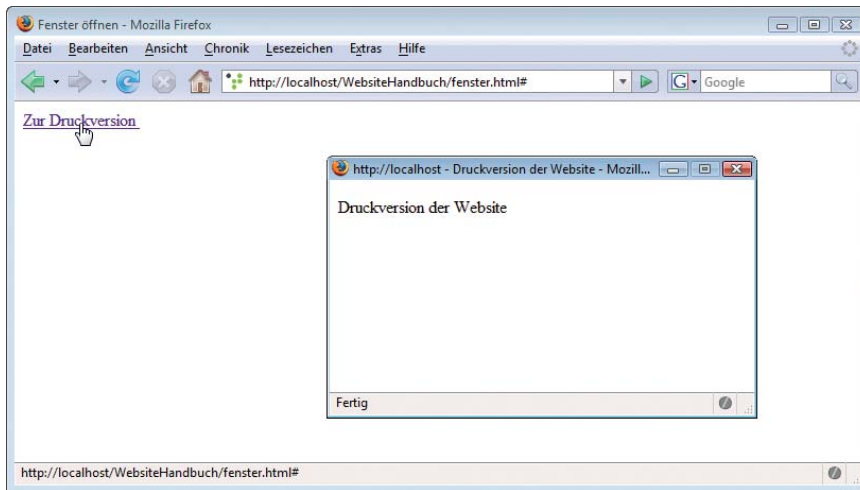 Fenster öffnen - Mozilla Firefox
Datei Bearbeiten Ansicht Chronik Lesezeichen Extras Hilfe
http://localhost/WebsiteHandbuch/fenster.html#
G Google
Zur Druckversion
http://localhost - Druckversion der Website - Mozill...
Druckversion der Website
Fertig
http://localhost/WebsiteHandbuch/fenster.html#